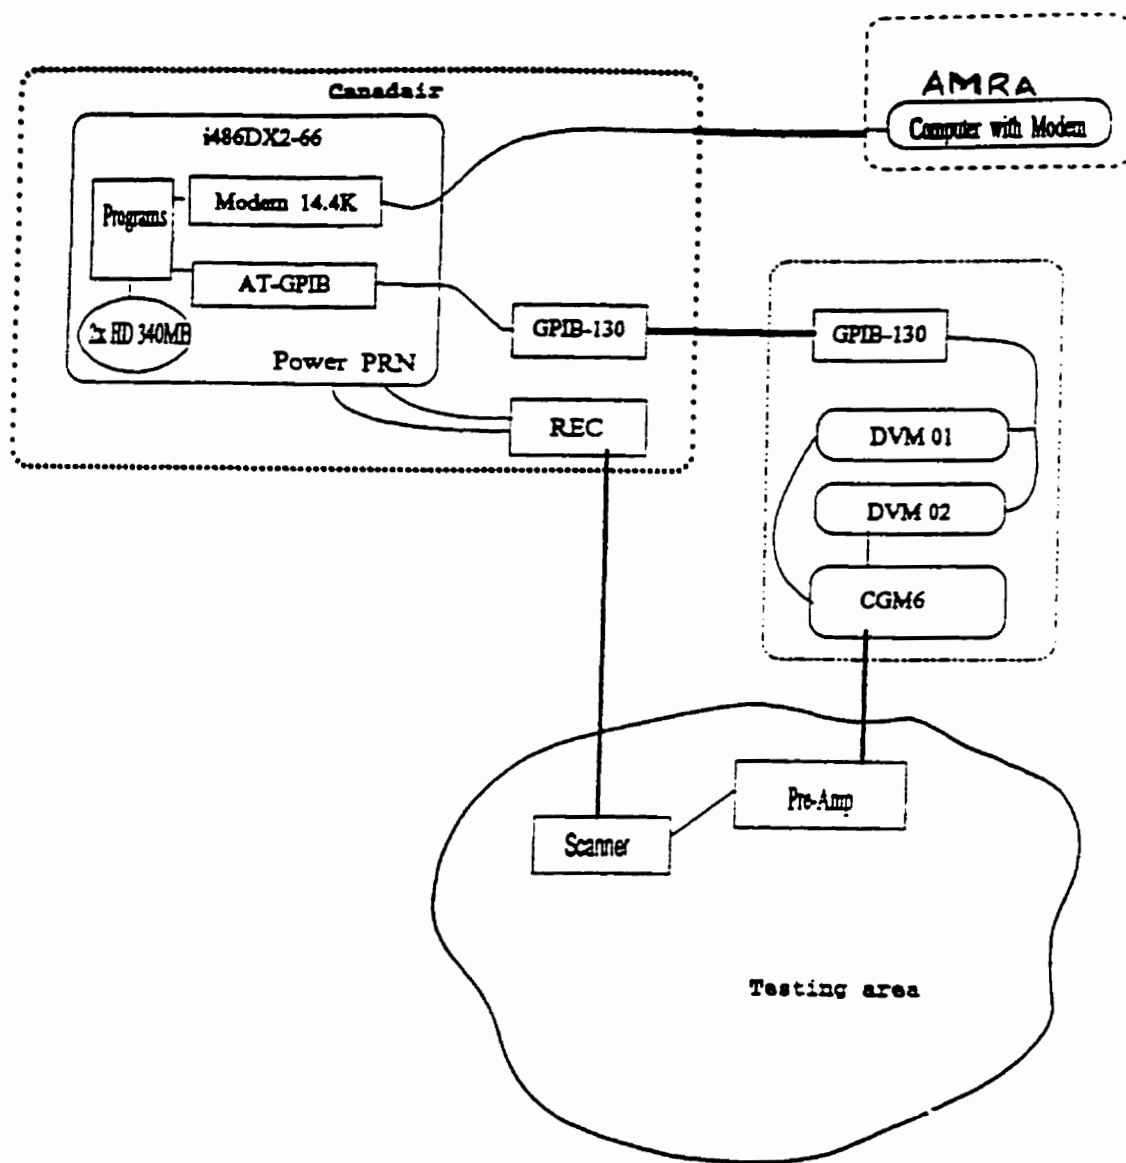 Canadair
i486DX2-66
Programs
Modem 14.4K
AT-GPIB
2x HD 340MB
Power PRN
GPIB-130
REC
AMRA
Computer with Modem
GPIB-130
DVM 01
DVM 02
CGM6
Pre-Amp
Scanner
Testing area